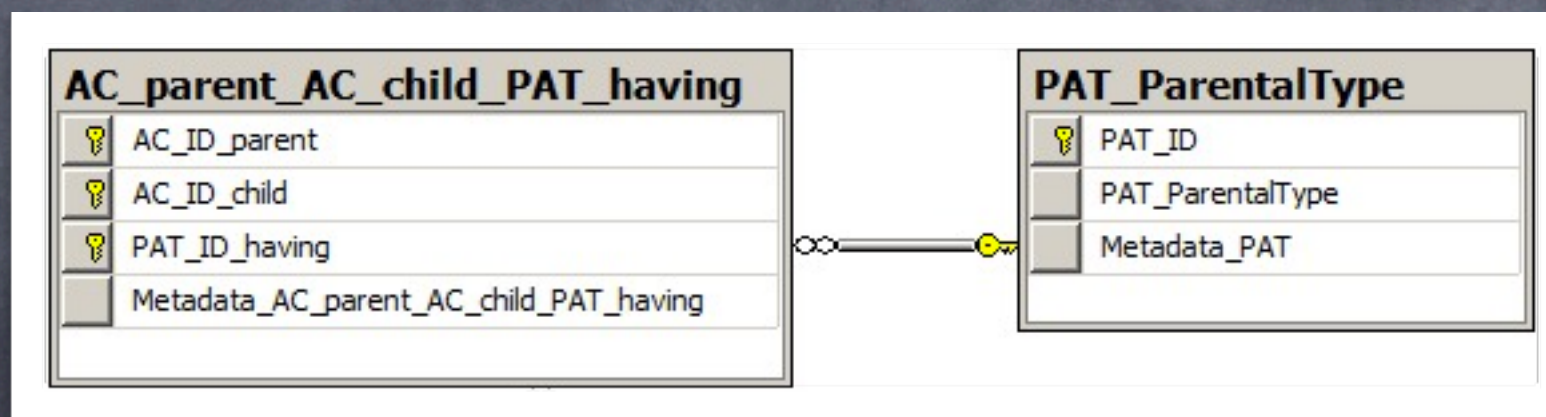 AC_parent_AC_child_PAT_having
AC_ID_parent
AC_ID_child
PAT_ID_having
Metadata_AC_parent_AC_child_PAT_having
PAT_ParentalType
PAT_ID
PAT_ParentalType
Metadata_PAT